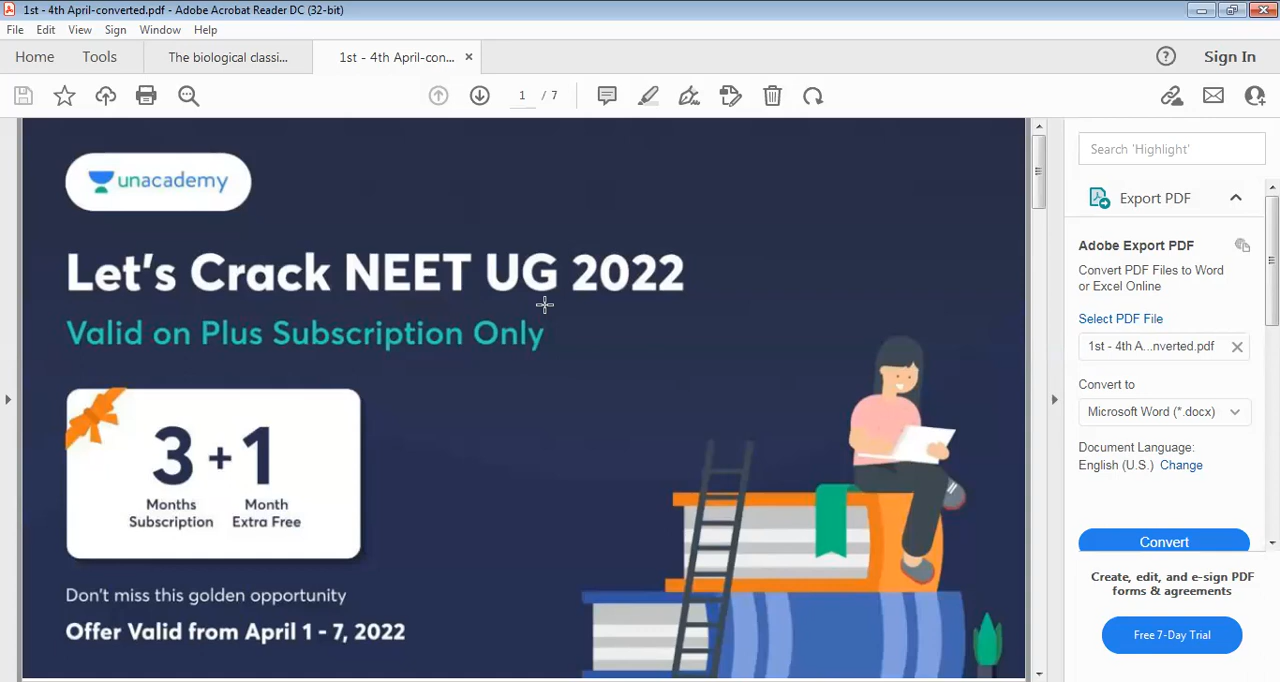 1st - 4th April-converted.pdf - Adobe Acrobat Reader DC (32-bit)
File Edit View Sign Window Help
Home Tools The biological classi... 1st - 4th April-con... × Sign In
1 / 7
unacademy
Let's Crack NEET UG 2022
Valid on Plus Subscription Only
3 + 1
Months Month
Subscription Extra Free
Don't miss this golden opportunity
Offer Valid from April 1 - 7, 2022
Search 'Highlight'
Export PDF
Adobe Export PDF
Convert PDF Files to Word
or Excel Online
Select PDF File
1st - 4th A...nverted.pdf
Convert to
Microsoft Word (*.docx)
Document Language:
English (U.S.) Change
Convert
Create, edit, and e-sign PDF
forms & agreements
Free 7-Day Trial